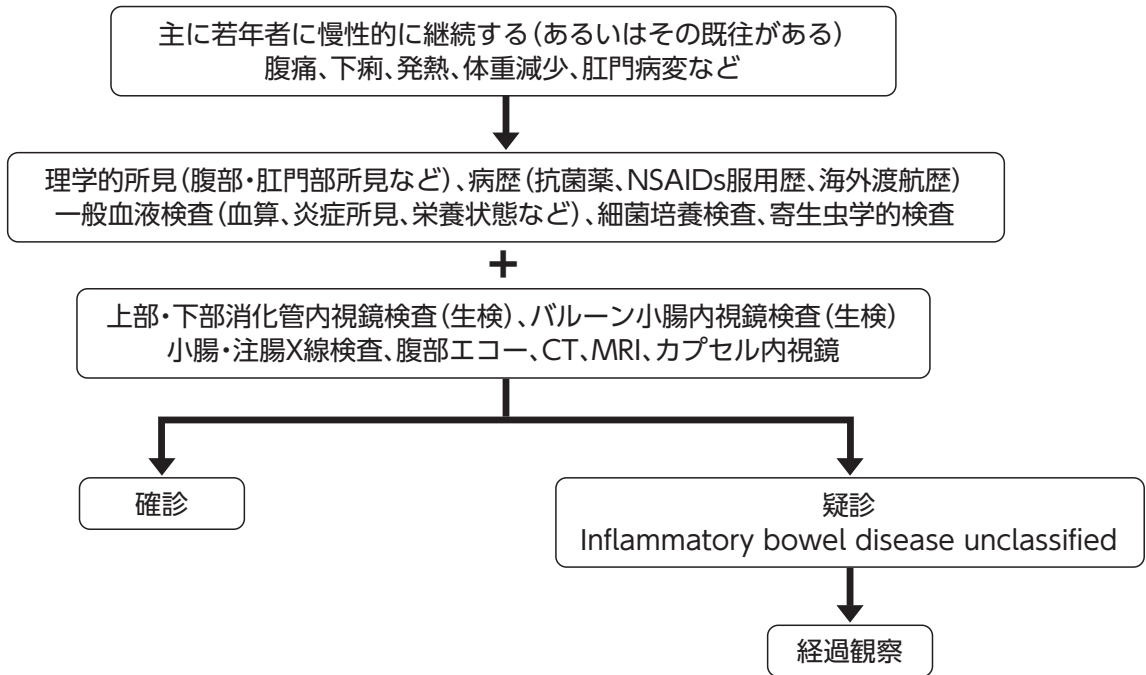 主に若年者に慢性的に継続する(あるいはその既往がある)
腹痛、下痢、発熱、体重減少、肛門病変など
理学的所見(腹部・肛門部所見など)、病歴(抗菌薬、NSAIDs服用歴、海外渡航歴)
一般血液検査(血算、炎症所見、栄養状態など)、細菌培養検査、寄生虫学的検査
+
上部・下部消化管内視鏡検査(生検)、バルーン小腸内視鏡検査(生検)
小腸・注腸X線検査、腹部エコー、CT、MRI、カプセル内視鏡
確診
疑診
Inflammatory bowel disease unclassified
経過観察